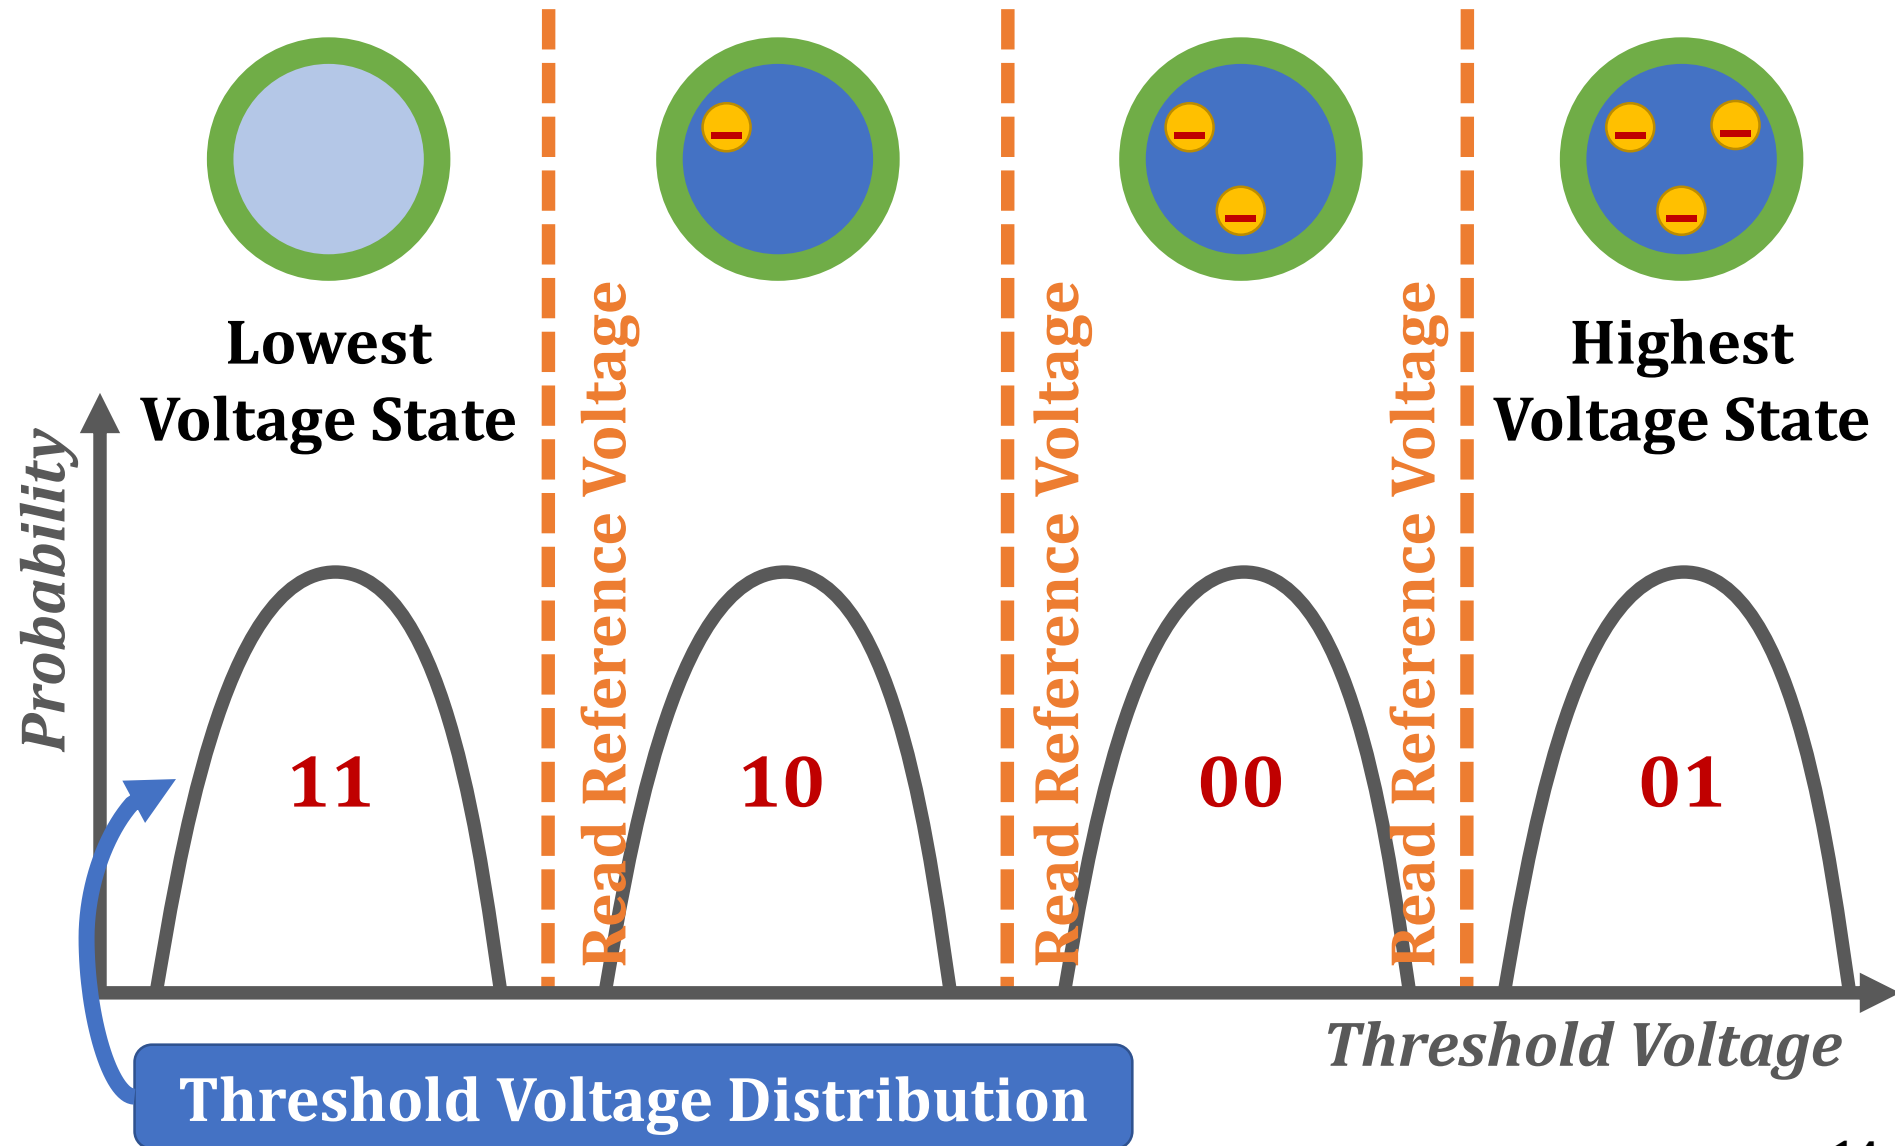 Lowest
Voltage State
Highest
Voltage State
Read Reference Voltage
Read Reference Voltage
Read Reference Voltage
Probability
11
10
00
01
Threshold Voltage
Threshold Voltage Distribution